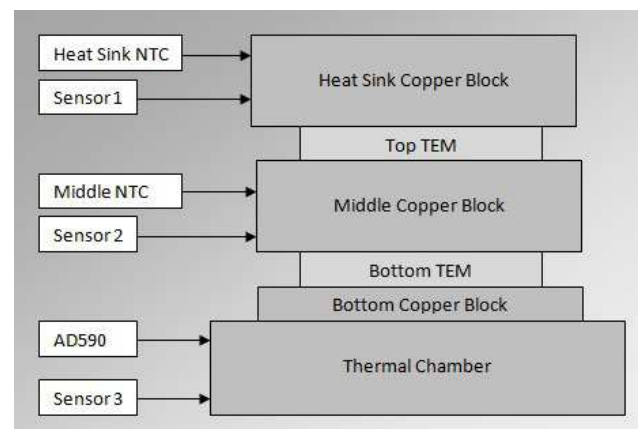 Heat Sink NTC
Heat Sink Copper Block
Sensor1
Top TEM
Middle NTC
Middle Copper Block
Sensor2
Bottom TEM
Bottom Copper Block
AD590
Thermal Chamber
Sensor3